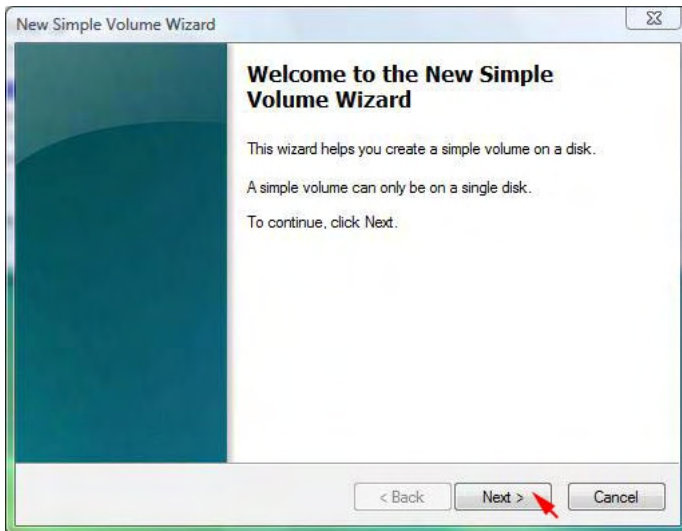 New Simple Volume Wizard
Welcome to the New Simple
Volume Wizard
This wizard helps you create a simple volume on a disk.
A simple volume can only be on a single disk.
To continue, click Next.
< Back
Next >
Cancel